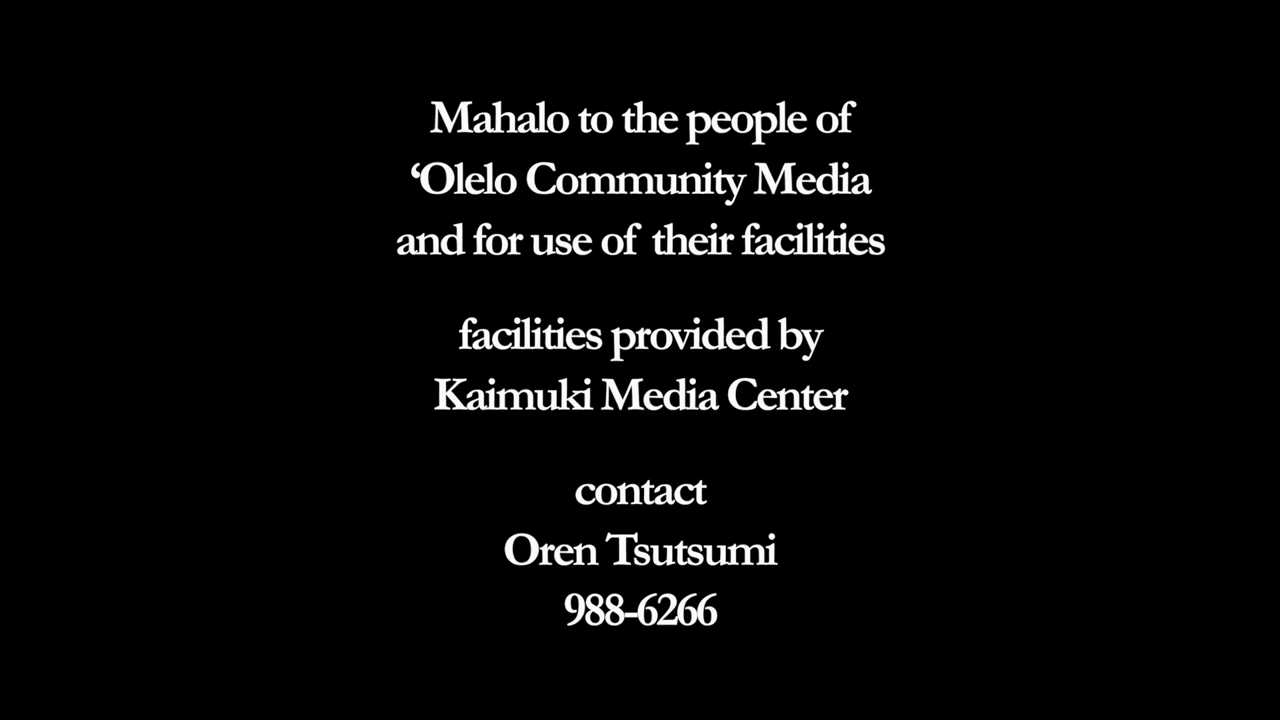 Mahalo to the people of
‘Olelo Community Media
and for use of their facilities
facilities provided by
Kaimuki Media Center
contact
Oren Tsutsumi
988-6266